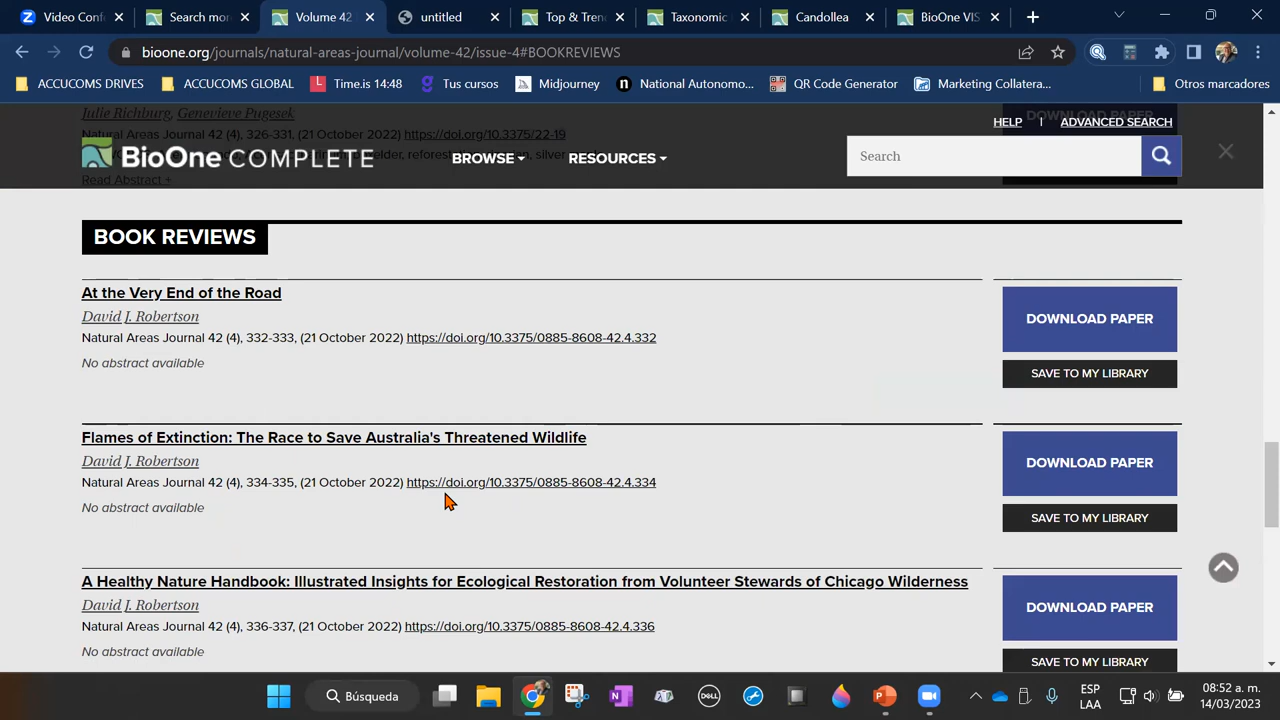 Video Conf
Search mor
Volume 42
untitled
Top & Tren
Taxonomic
Candollea
BioOne VIS
bioone.org/journals/natural-areas-journal/volume-42/issue-4#BOOKREVIEWS
ACCUCOMS DRIVES
ACCUCOMS GLOBAL
Time.is 14:48
Tus cursos
Midjourney
National Autonomo...
QR Code Generator
Marketing Collatera...
Otros marcadores
Julie Richburg, Genevieve Pugesek
DOWNLOAD PAPER
Natural Areas Journal 42 (4), 326-331, (21 October 2022) https://doi.org/10.3375/22-19
HELP | ADVANCED SEARCH
BioOne COMPLETE
BROWSE
RESOURCES
Search
Read Abstract +
BOOK REVIEWS
At the Very End of the Road
David J. Robertson
Natural Areas Journal 42 (4), 332-333, (21 October 2022) https://doi.org/10.3375/0885-8608-42.4.332
No abstract available
DOWNLOAD PAPER
SAVE TO MY LIBRARY
Flames of Extinction: The Race to Save Australia's Threatened Wildlife
David J. Robertson
Natural Areas Journal 42 (4), 334-335, (21 October 2022) https://doi.org/10.3375/0885-8608-42.4.334
No abstract available
DOWNLOAD PAPER
SAVE TO MY LIBRARY
A Healthy Nature Handbook: Illustrated Insights for Ecological Restoration from Volunteer Stewards of Chicago Wilderness
David J. Robertson
Natural Areas Journal 42 (4), 336-337, (21 October 2022) https://doi.org/10.3375/0885-8608-42.4.336
No abstract available
DOWNLOAD PAPER
SAVE TO MY LIBRARY
Búsqueda
DELL
ESP
LAA
08:52 a. m.
14/03/2023